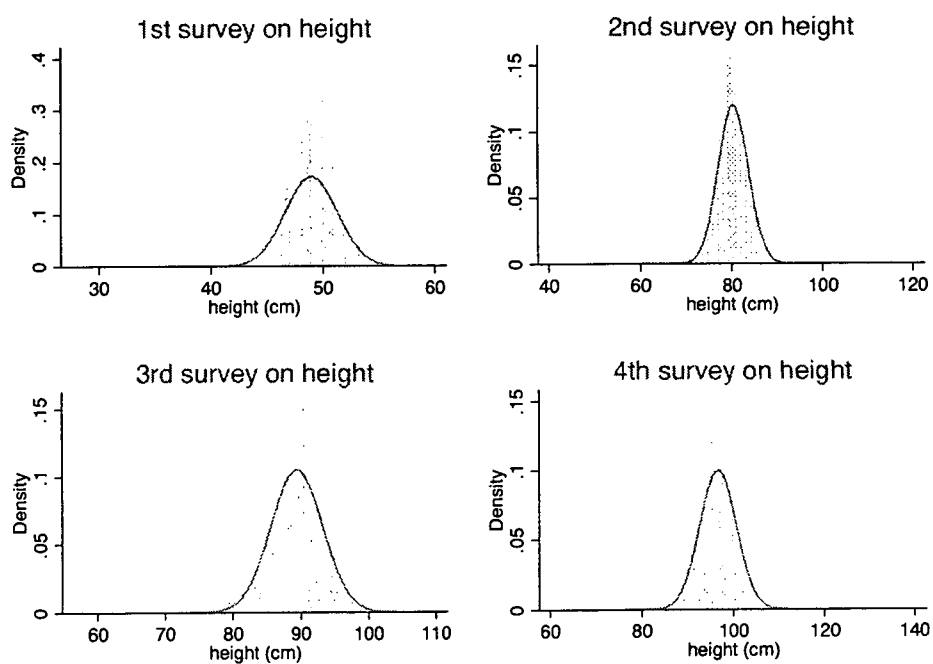 1st survey on height
Density
.4
.3
.2
.1
0
30 40 50 60
height (cm)
2nd survey on height
Density
.15
.1
.05
0
40 60 80 100 120
height (cm)
3rd survey on height
Density
.15
.1
.05
0
60 70 80 90 100 110
height (cm)
4th survey on height
Density
.15
.1
.05
0
60 80 100 120 140
height (cm)